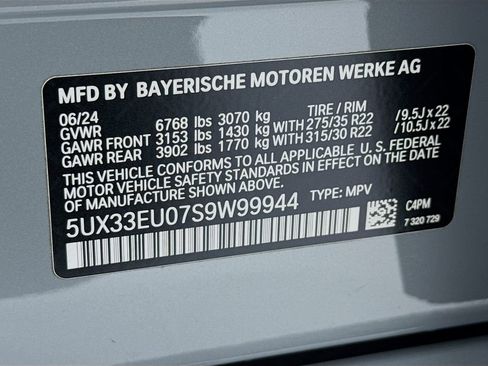 MFD BY BAYERISCHE MOTOREN WERKE AG
06/24 TIRE / RIM
GVWR 6768 lbs 3070 kg
GAWR FRONT 3153 lbs 1430 kg WITH 275/35 R22 / 9.5J x 22
GAWR REAR 3902 lbs 1770 kg WITH 315/30 R22 / 10.5J x 22
THIS VEHICLE CONFORMS TO ALL APPLICABLE U. S. FEDERAL
MOTOR VEHICLE SAFETY STANDARDS IN EFFECT ON THE DATE
OF MANUFACTURE SHOWN ABOVE.
5UX33EU07S9W99944 TYPE: MPV
C4PM
7 320 729